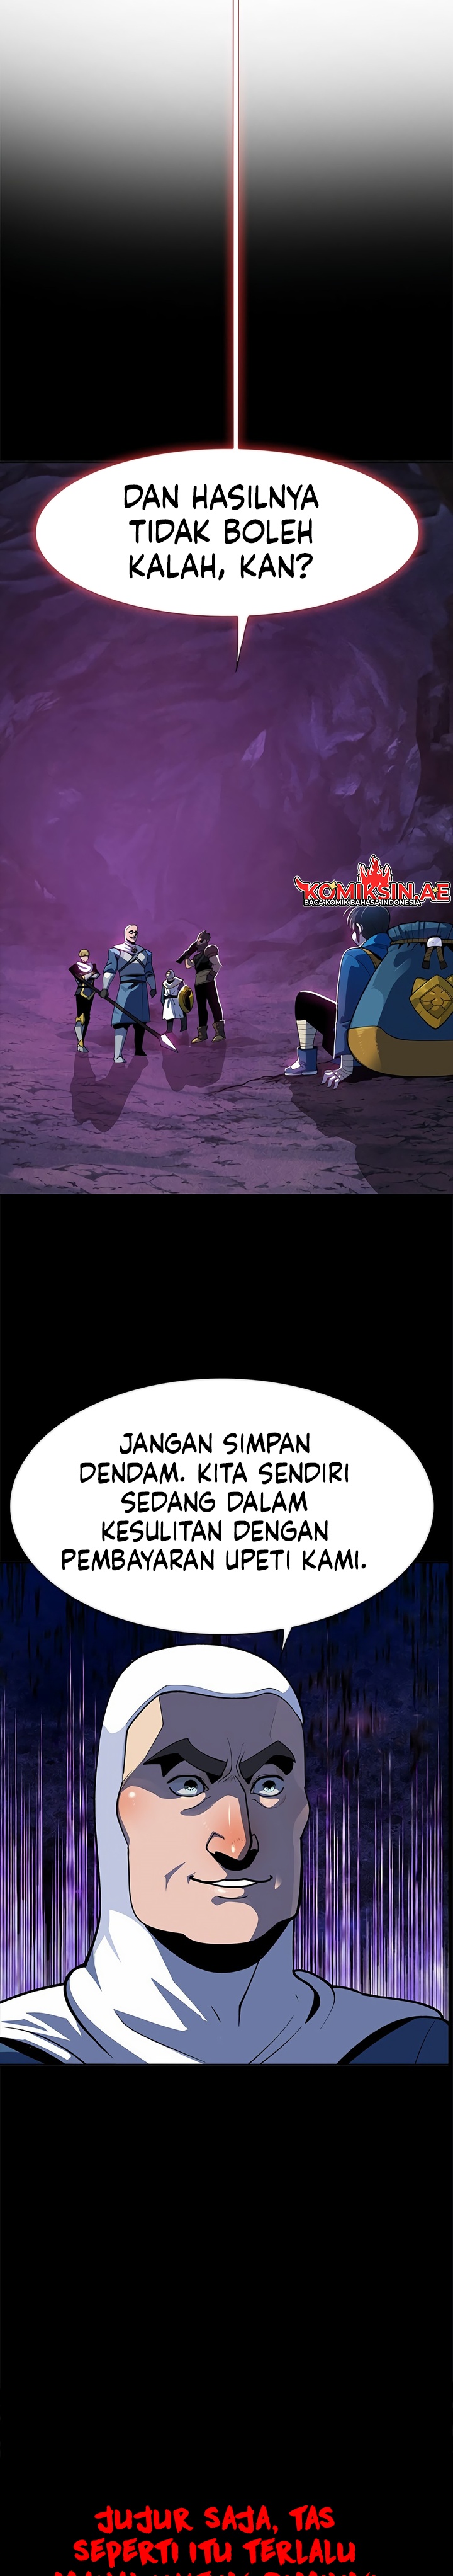 DAN HASILNYA
TIDAK BOLEH
KALAH, KAN?
KOMIKSIN.AE
BACA KOMIK BAHASA INDONESIA
JANGAN SIMPAN
DENDAM. KITA SENDIRI
SEDANG DALAM
KESULITAN DENGAN
PEMBAYARAN UPETI KAMI.
JUJUR SAJA, TAS
SEPERTI ITU TERLALU